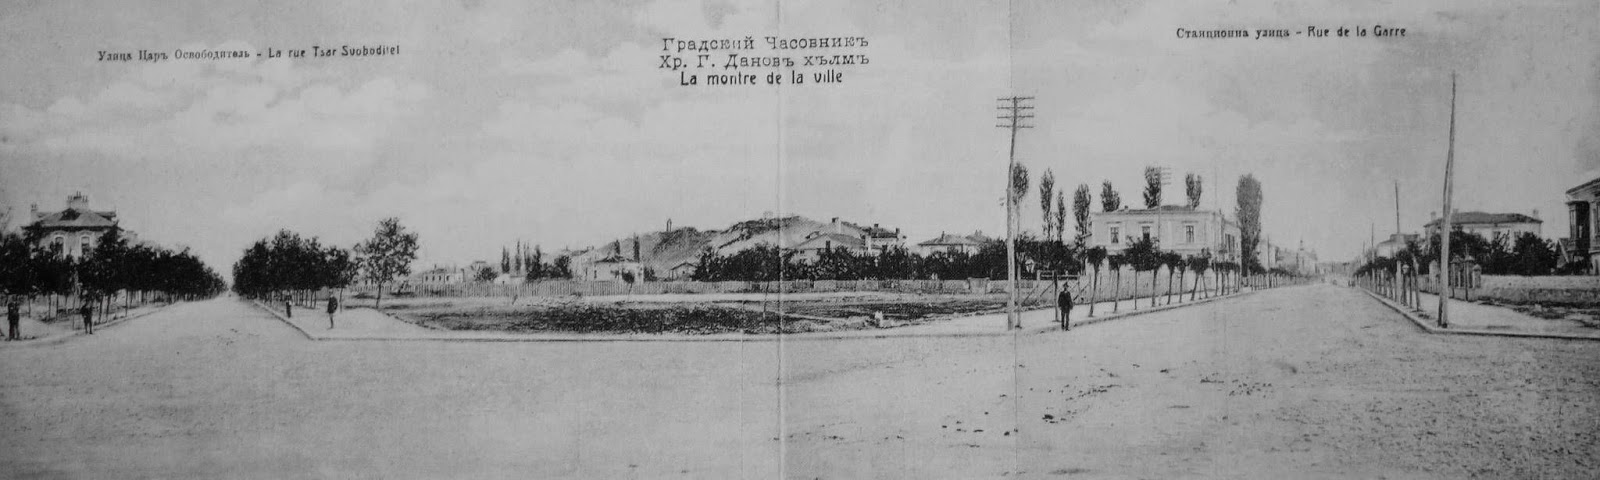 Улица Царъ Освободитель - La rue Tsar Svoboditel
Градский Часовникъ
Хр. Г. Дановъ хълмъ
La montre de la ville
Станционна улица - Rue de la Garre